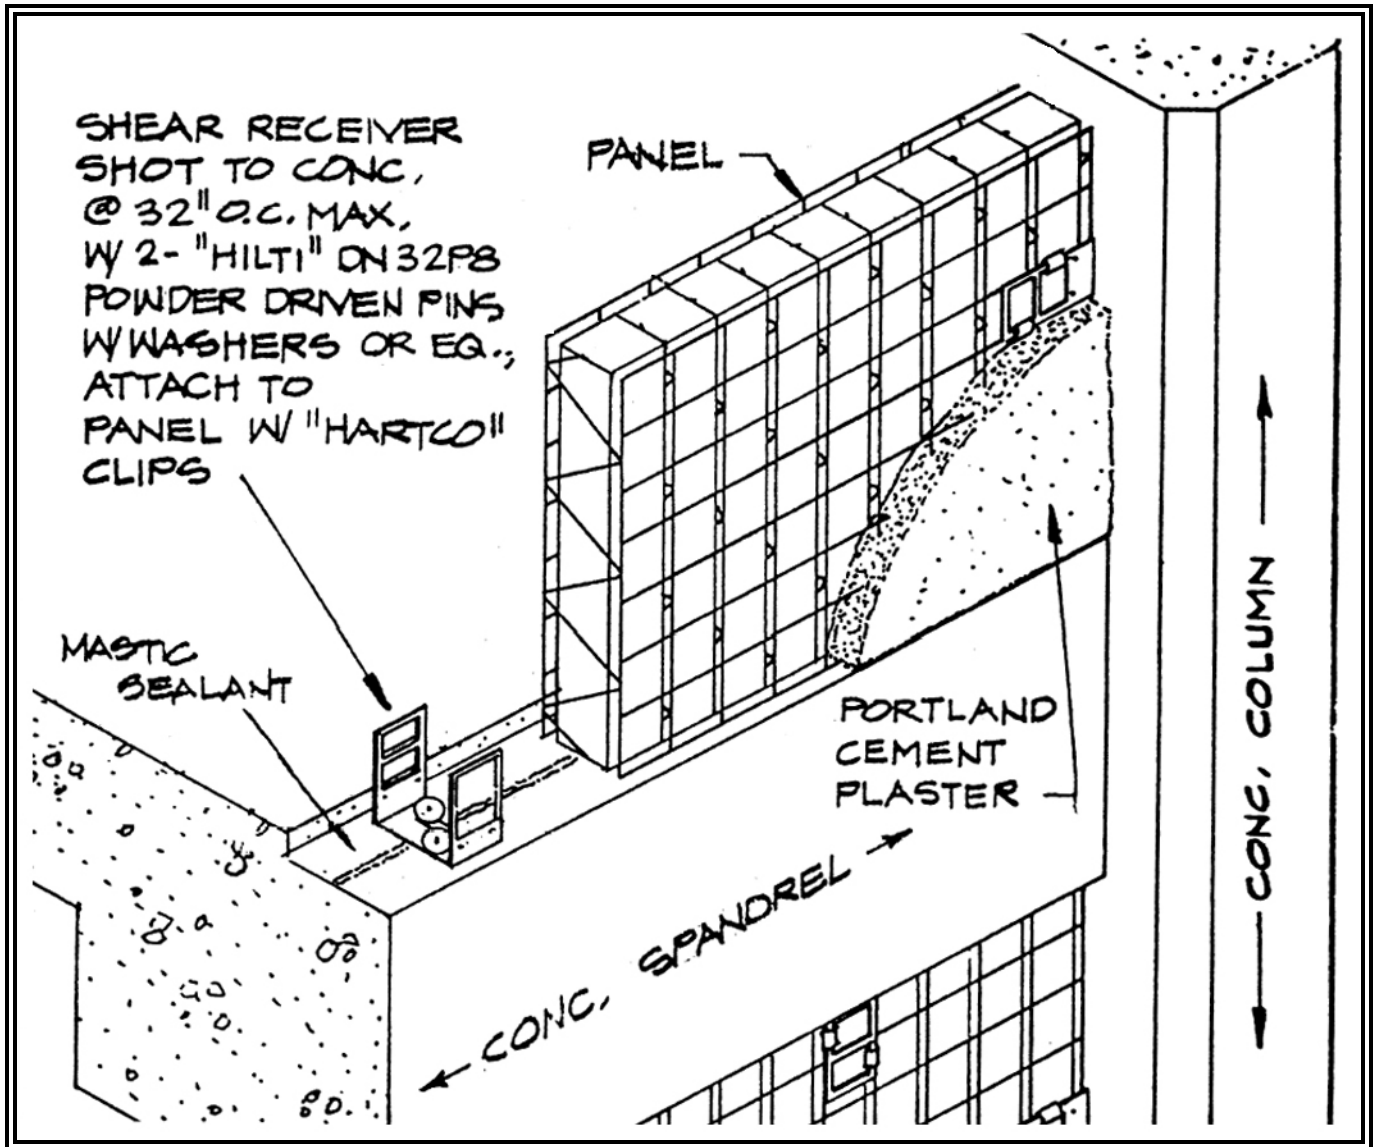 SHEAR RECEIVER
SHOT TO CONC.
@ 32" O.C. MAX.
W/ 2- "HILTI" DN32P8
POWDER DRIVEN PINS
W/WASHERS OR EQ.,
ATTACH TO
PANEL W/ "HARTCO"
CLIPS
PANEL
MASTIC
SEALANT
PORTLAND
CEMENT
PLASTER
CONC. SPANDREL
CONC. COLUMN